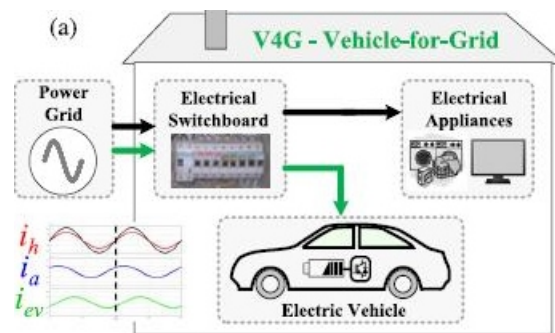 (a)
V4G - Vehicle-for-Grid
Power
Grid
Electrical
Switchboard
Electrical
Appliances
i_h
i_a
i_ev
Electric Vehicle